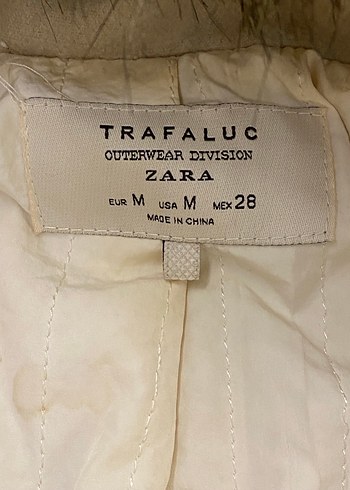 TRAFALUC
OUTERWEAR DIVISION
ZARA
EUR M USA M MEX 28
MADE IN CHINA